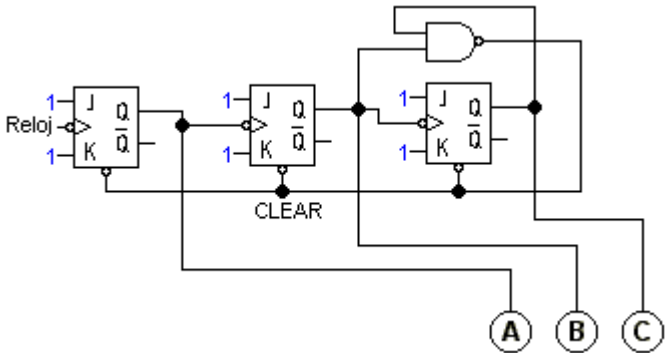 1 J Q 1 J Q 1 J Q
Reloj
Q Q Q
1 K 1 K 1 K
CLEAR
A B C